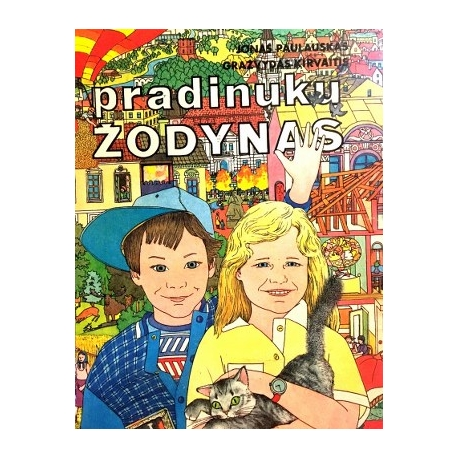 JONAS PAULAUSKAS
GRAŽVYDAS KIRVAITIS
pradinukų
ŽODYNAS